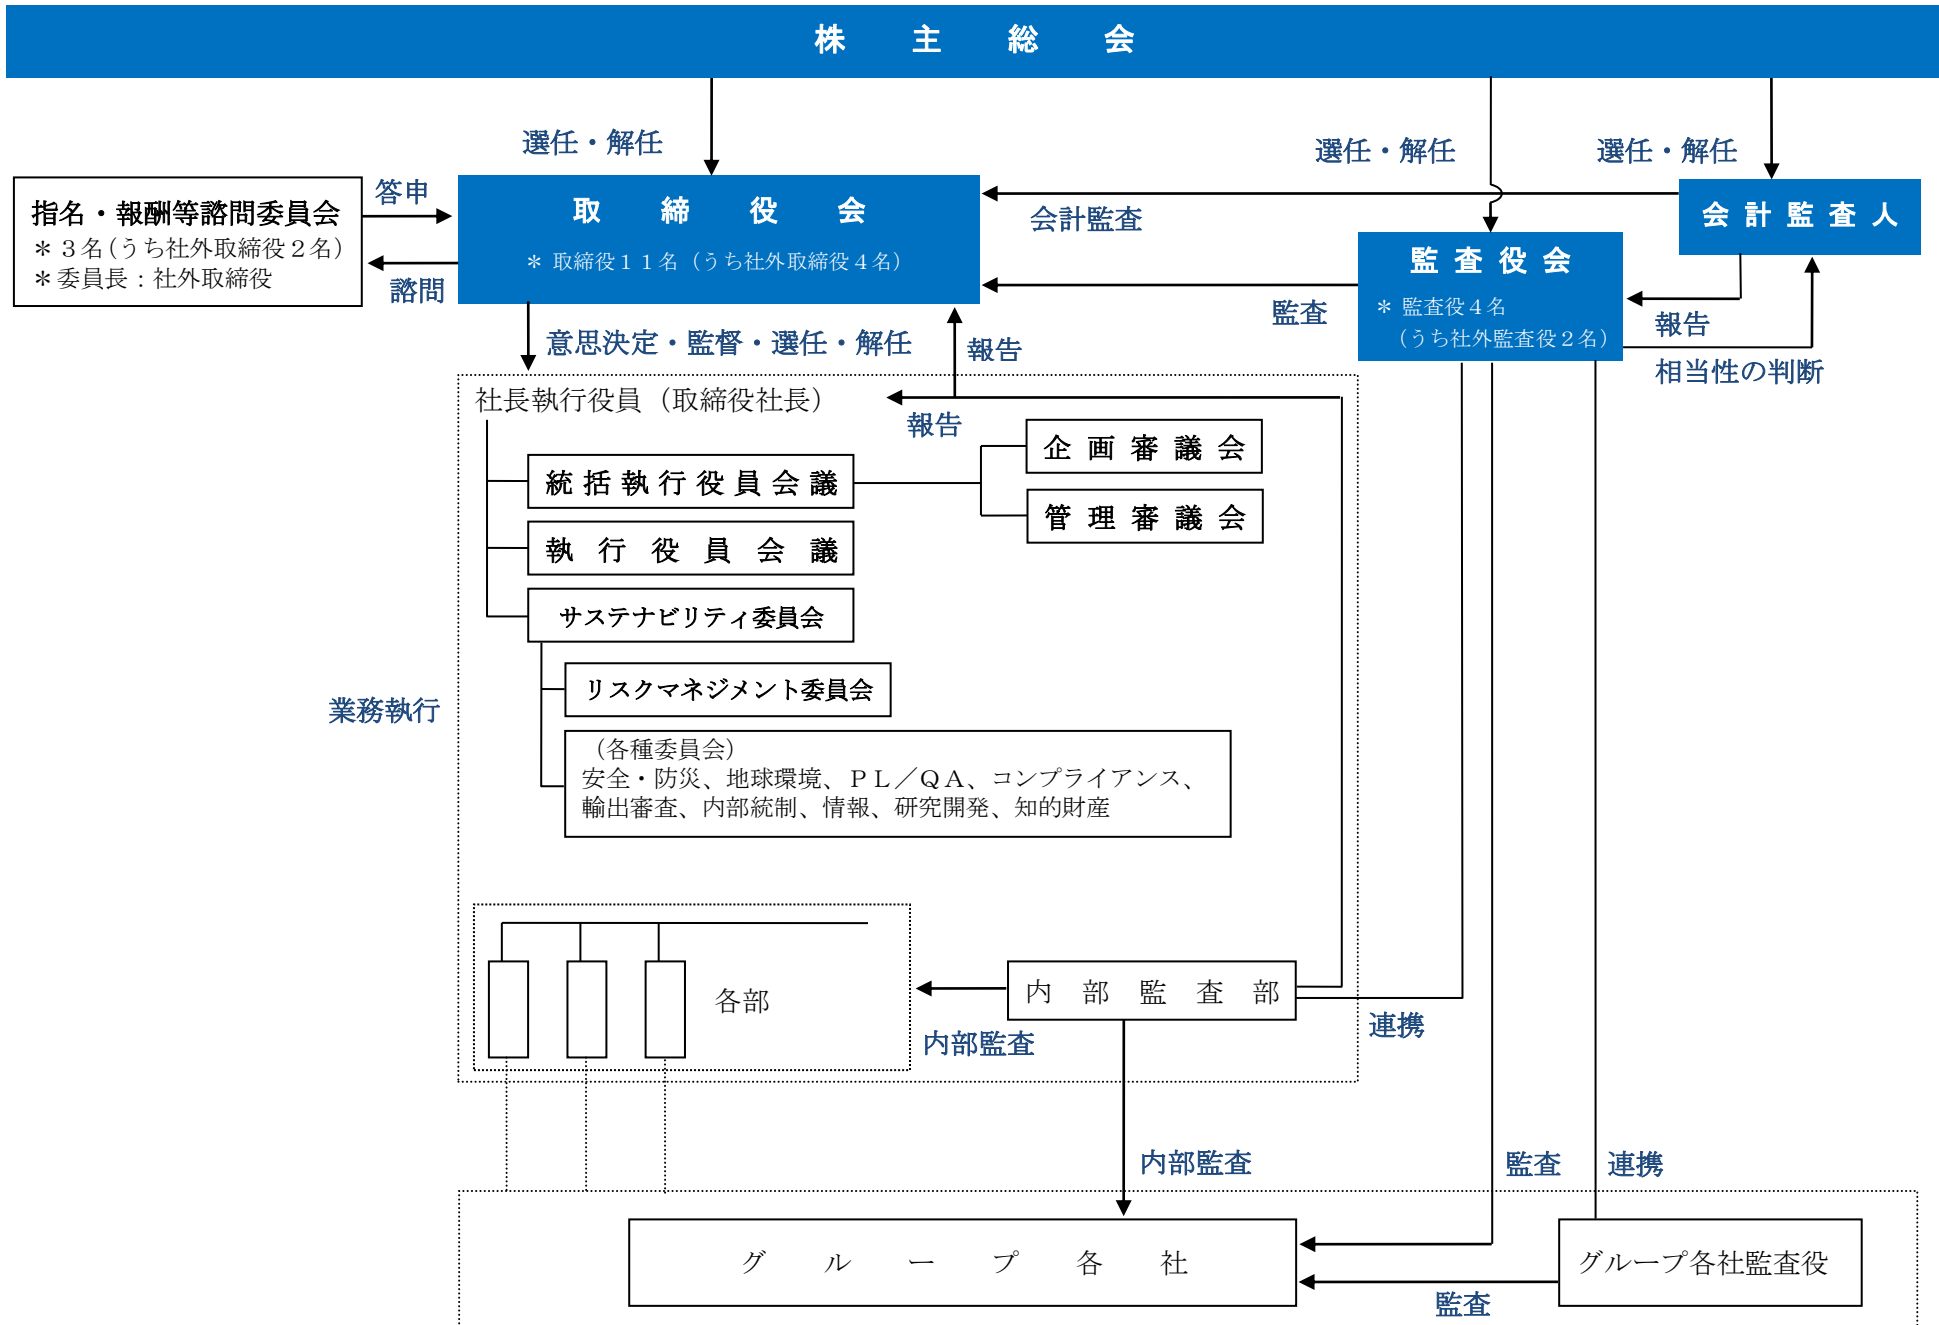 株主総会
選任・解任
選任・解任
選任・解任
答申
指名・報酬等諮問委員会
＊３名（うち社外取締役２名）
＊委員長：社外取締役
諮問
取締役会
＊ 取締役１１名（うち社外取締役４名）
会計監査
会計監査人
監査
監査役会
＊ 監査役４名
（うち社外監査役２名）
報告
相当性の判断
意思決定・監督・選任・解任
報告
社長執行役員（取締役社長）
報告
統括執行役員会議
企画審議会
管理審議会
執行役員会議
サステナビリティ委員会
リスクマネジメント委員会
業務執行
（各種委員会）
安全・防災、地球環境、ＰＬ／ＱＡ、コンプライアンス、
輸出審査、内部統制、情報、研究開発、知的財産
各部
内部監査部
内部監査
連携
内部監査
監査
連携
グループ各社
グループ各社監査役
監査